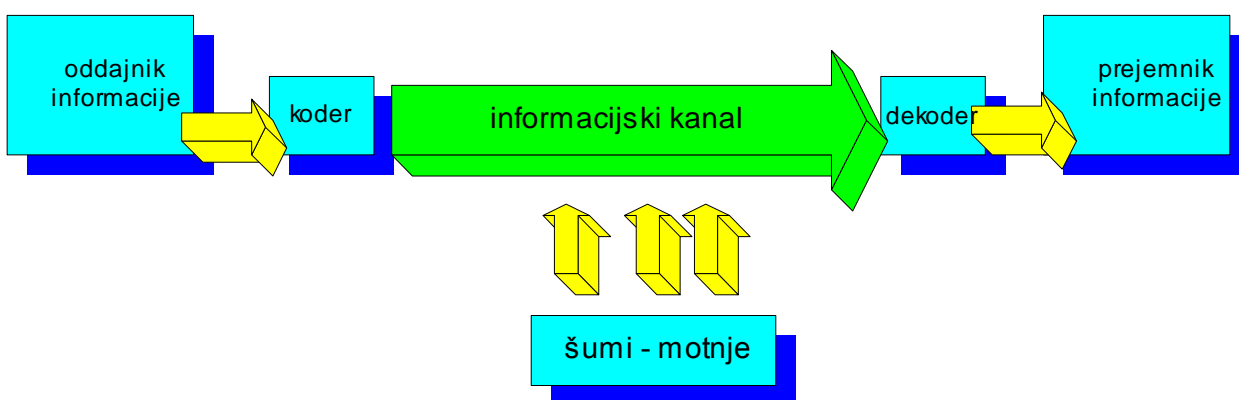 oddajnik
informacije
koder
informacijski kanal
dekoder
prejemnik
informacije
šumi - motnje